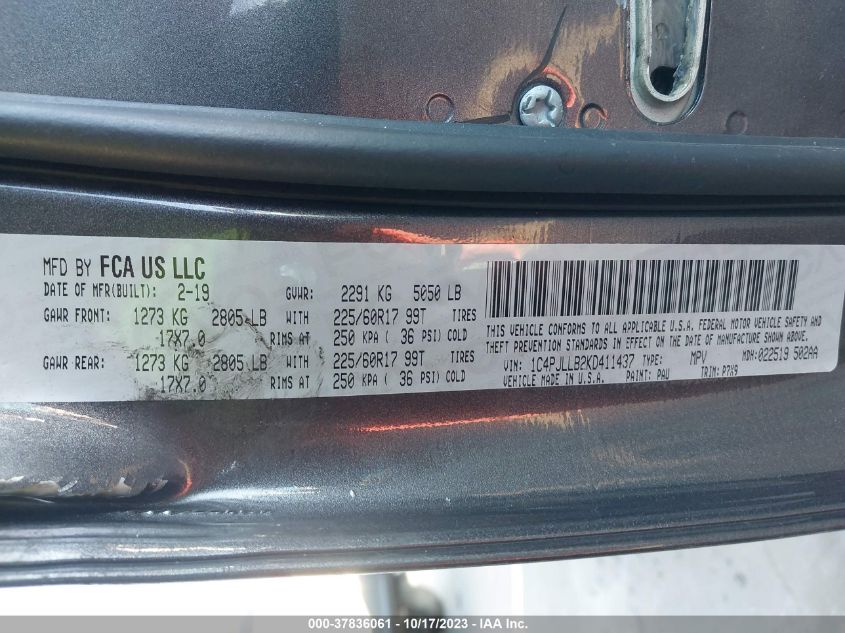 MFD BY FCA US LLC
DATE OF MFR(BUILT): 2-19 GVWR: 2291 KG 5050 LB
GAWR FRONT: 1273 KG 2805 LB WITH 225/60R17 99T TIRES
17X7.0 RIMS AT 250 KPA ( 36 PSI) COLD
GAWR REAR: 1273 KG 2805 LB WITH 225/60R17 99T TIRES
17X7.0 RIMS AT 250 KPA ( 36 PSI) COLD
THIS VEHICLE CONFORMS TO ALL APPLICABLE U.S.A. FEDERAL MOTOR VEHICLE SAFETY AND
THEFT PREVENTION STANDARDS IN EFFECT ON THE DATE OF MANUFACTURE SHOWN ABOVE.
VIN: 1C4PJLLB2KD411437 TYPE: MPV MDH:022519 502AA
VEHICLE MADE IN U.S.A. PAINT: PAU TRIM: P7X9
000-37836061 - 10/17/2023 - IAA Inc.